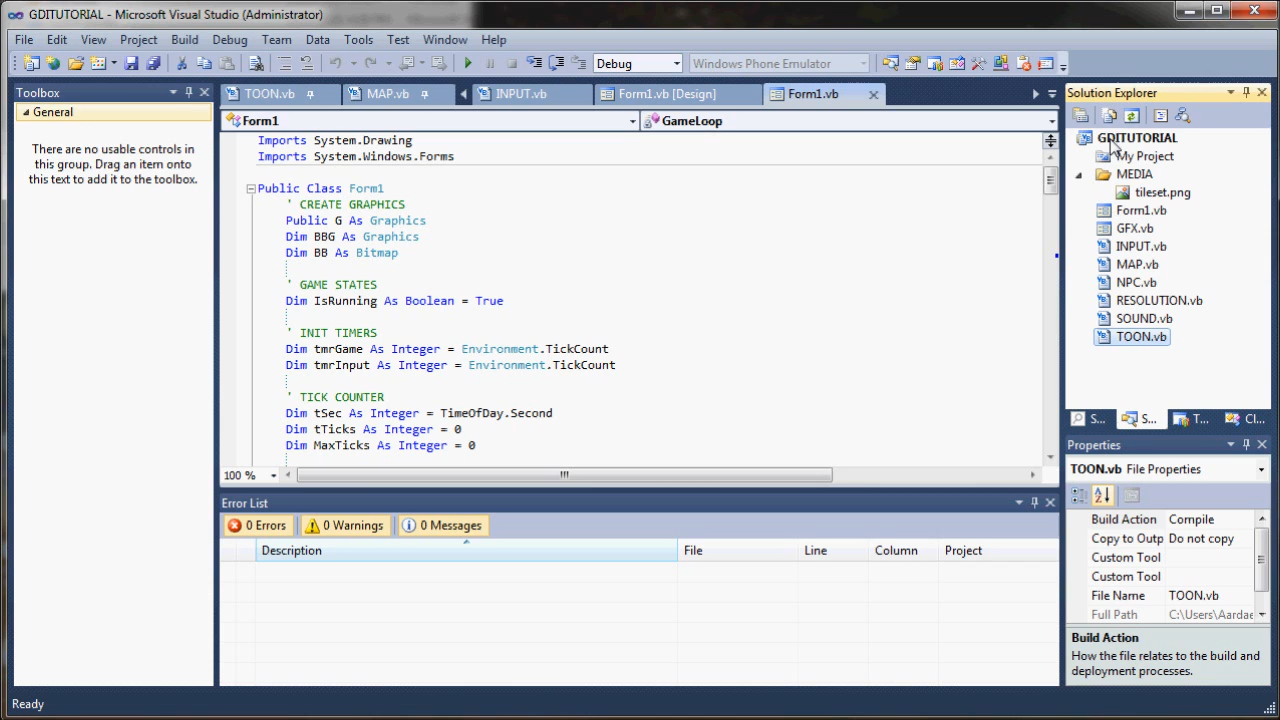 GDITUTORIAL - Microsoft Visual Studio (Administrator)
File Edit View Project Build Debug Team Data Tools Test Window Help
Debug Windows Phone Emulator
Toolbox
General
There are no usable controls in
this group. Drag an item onto
this text to add it to the toolbox.
TOON.vb MAP.vb INPUT.vb Form1.vb [Design] Form1.vb
Form1 GameLoop
Imports System.Drawing
Imports System.Windows.Forms
Public Class Form1
' CREATE GRAPHICS
Public G As Graphics
Dim BBG As Graphics
Dim BB As Bitmap
' GAME STATES
Dim IsRunning As Boolean = True
' INIT TIMERS
Dim tmrGame As Integer = Environment.TickCount
Dim tmrInput As Integer = Environment.TickCount
' TICK COUNTER
Dim tSec As Integer = TimeOfDay.Second
Dim tTicks As Integer = 0
Dim MaxTicks As Integer = 0
100 %
Error List
0 Errors 0 Warnings 0 Messages
Description File Line Column Project
Solution Explorer
GDITUTORIAL
My Project
MEDIA
tileset.png
Form1.vb
GFX.vb
INPUT.vb
MAP.vb
NPC.vb
RESOLUTION.vb
SOUND.vb
TOON.vb
S... S... T... Cl...
Properties
TOON.vb File Properties
Build Action Compile
Copy to Outp Do not copy
Custom Tool
Custom Tool
File Name TOON.vb
Full Path C:\Users\Aardae
Build Action
How the file relates to the build and
deployment processes.
Ready